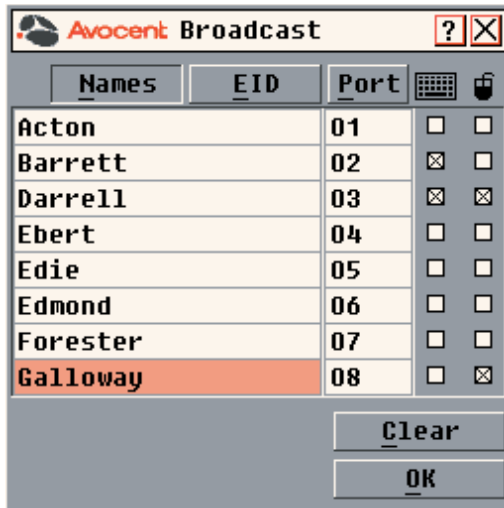 Avocent Broadcast ? X
Names EID Port
Acton 01
Barrett 02
Darrell 03
Ebert 04
Edie 05
Edmond 06
Forester 07
Galloway 08
Clear
OK